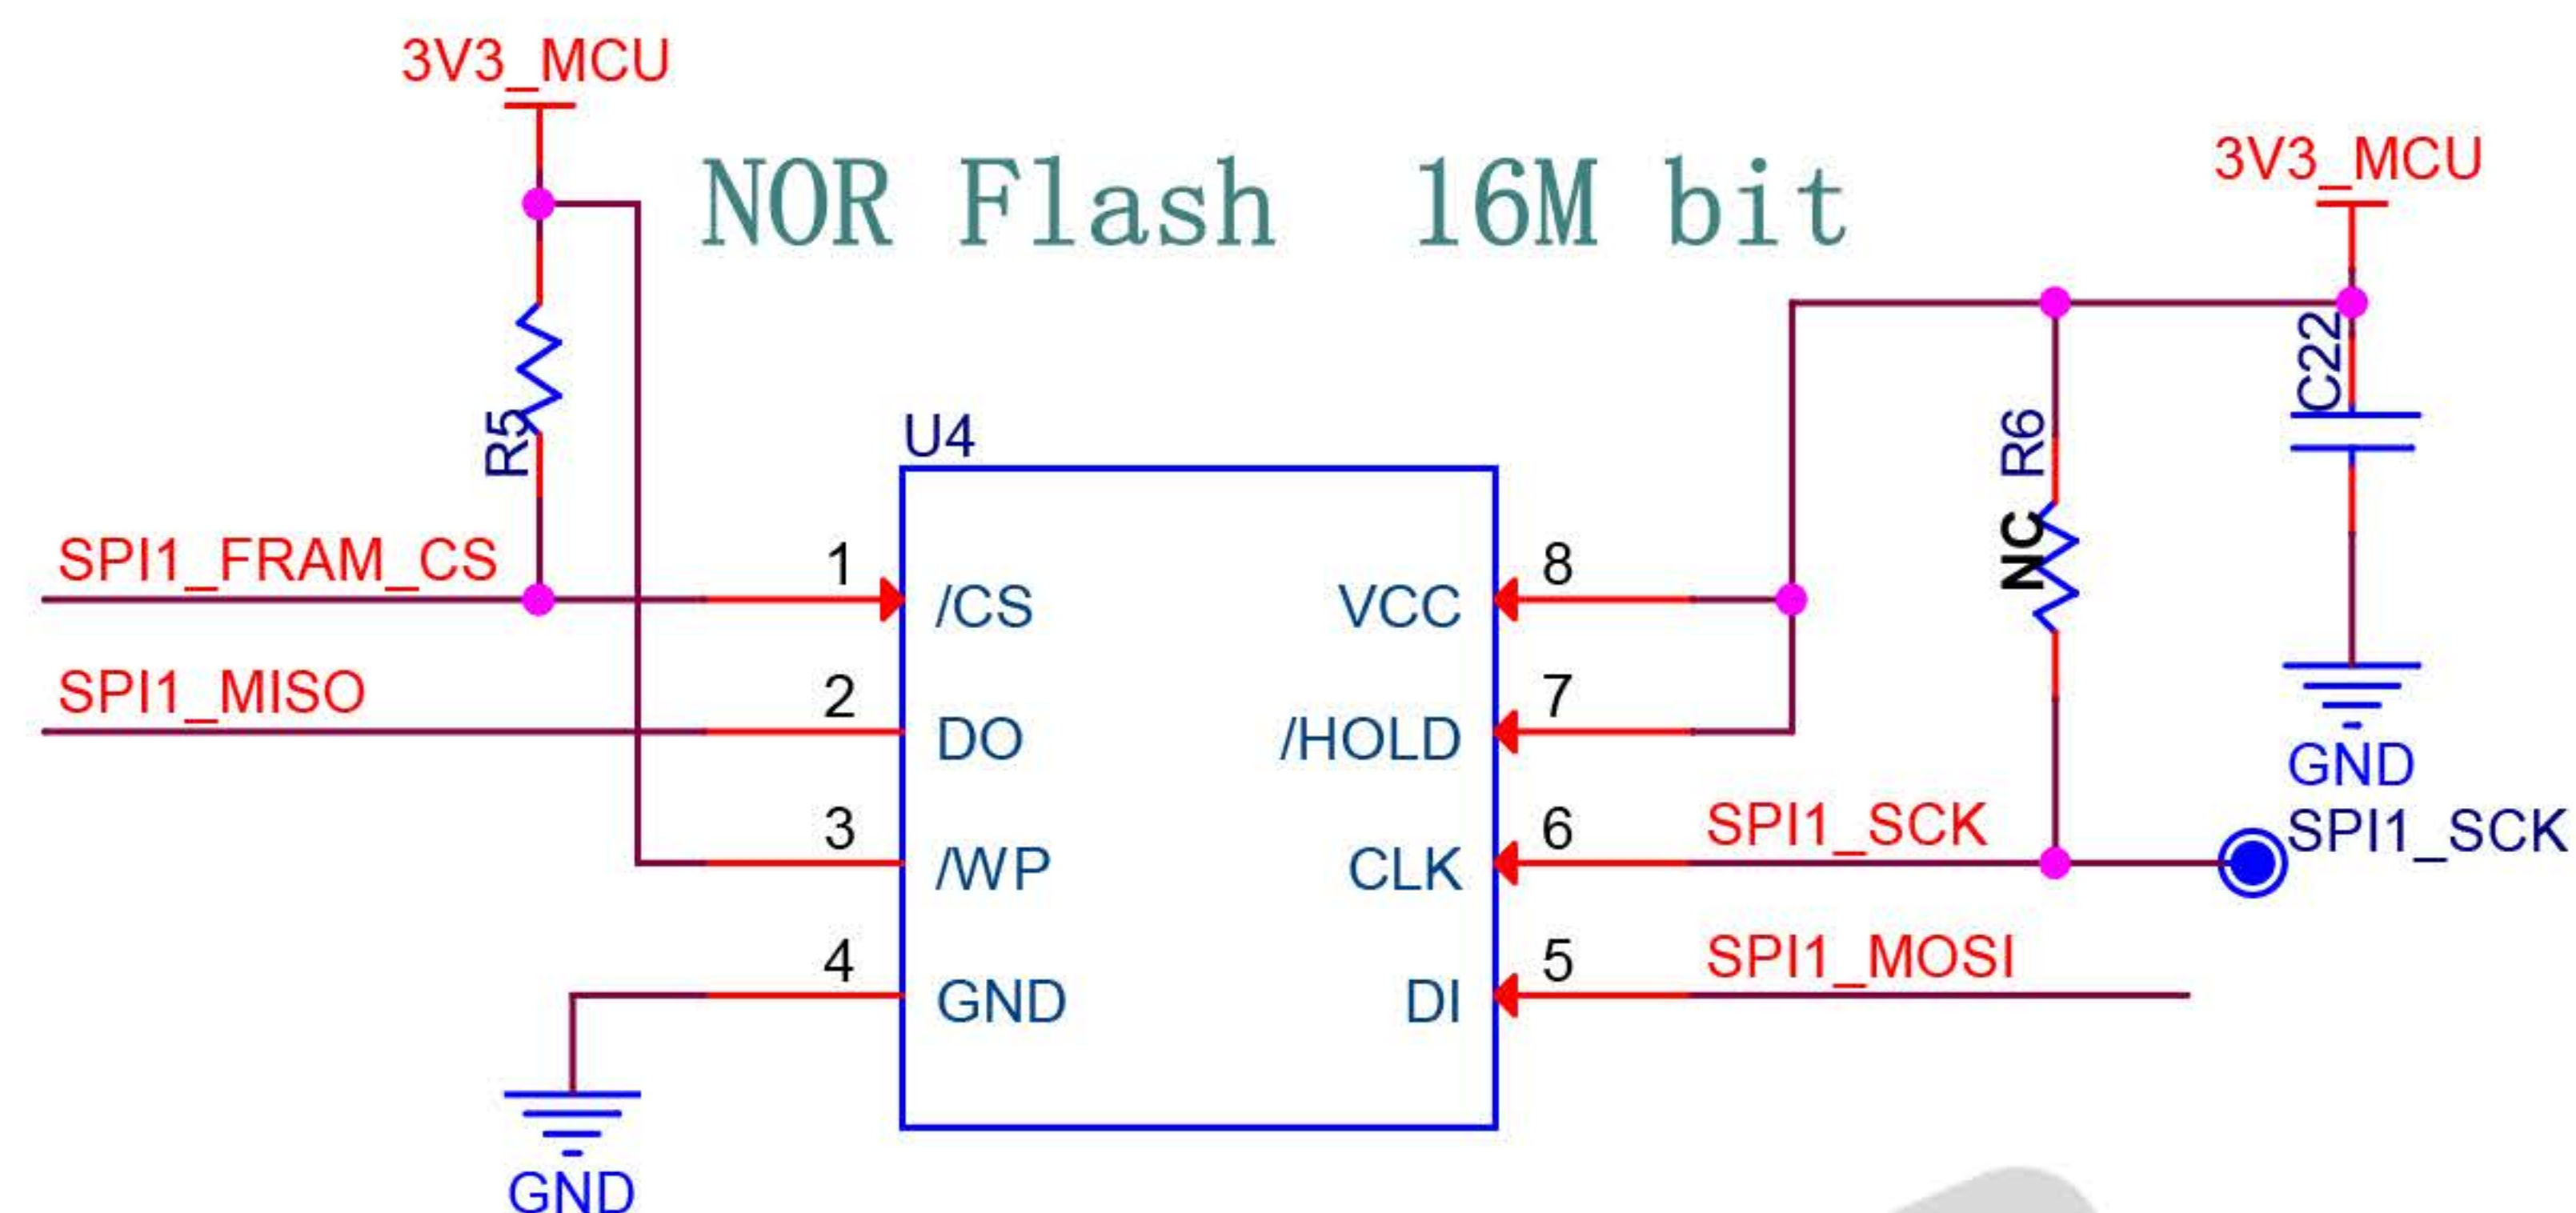 3V3_MCU
NOR Flash 16M bit
3V3_MCU
C22
R5
R6
NC
U4
SPI1_FRAM_CS
1
/CS
VCC
8
SPI1_MISO
2
DO
/HOLD
7
GND
3
/WP
CLK
6
SPI1_SCK
SPI1_SCK
4
GND
DI
5
SPI1_MOSI
GND